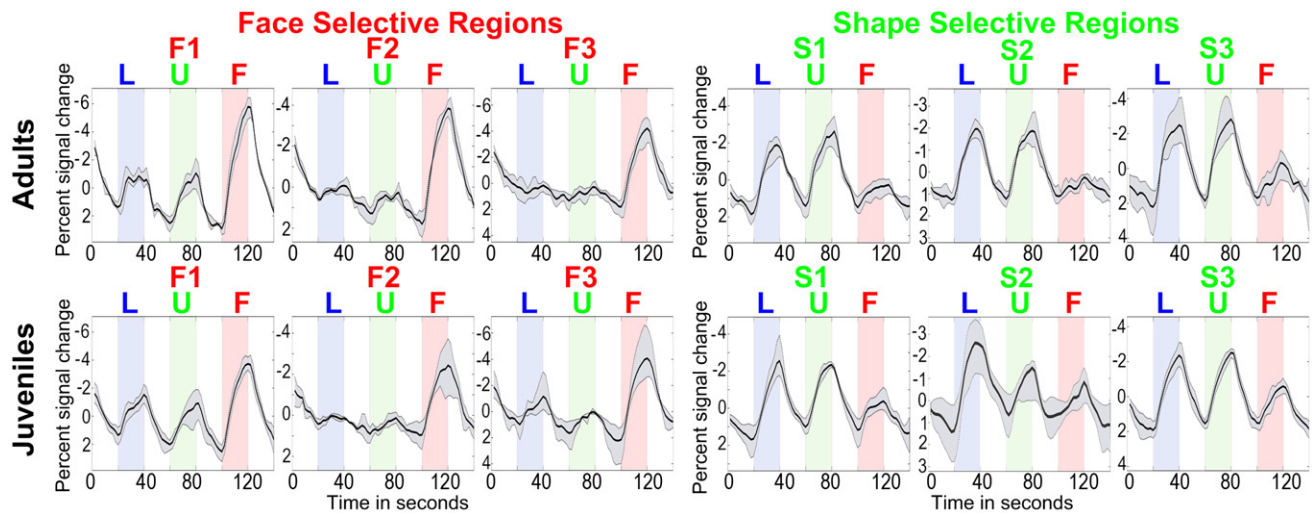 Face Selective Regions Shape Selective Regions
F1 F2 F3 S1 S2 S3
L U F L U F L U F L U F L U F L U F
Adults
Percent signal change
-6 -4 -2 0 2
-4 -2 0 2
-6 -4 -2 0 2 4
Percent signal change
-4 -2 0 2
-3 -2 -1 0 1 2 3
-4 -2 0 2 4
0 40 80 120 0 40 80 120 0 40 80 120 0 40 80 120 0 40 80 120 0 40 80 120
F1 F2 F3 S1 S2 S3
L U F L U F L U F L U F L U F L U F
Juveniles
Percent signal change
-6 -4 -2 0 2
-4 -2 0 2
-6 -4 -2 0 2 4
Percent signal change
-4 -2 0 2
-3 -2 -1 0 1 2 3
-4 -2 0 2 4
0 40 80 120 0 40 80 120 0 40 80 120 0 40 80 120 0 40 80 120 0 40 80 120
Time in seconds Time in seconds